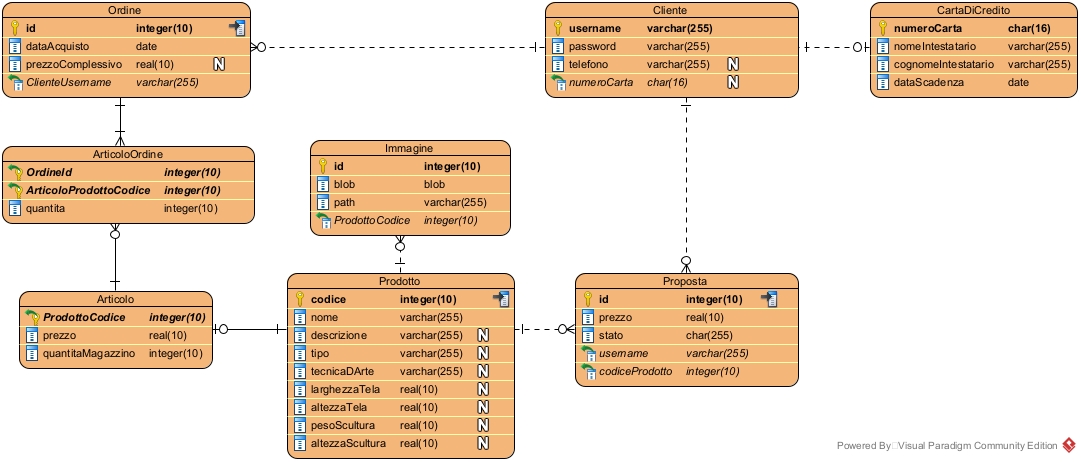 Ordine
id integer(10)
dataAcquisto date
prezzoComplessivo real(10) N
ClienteUsername varchar(255)
Cliente
username varchar(255)
password varchar(255)
telefono varchar(255) N
numeroCarta char(16) N
CartaDiCredito
numeroCarta char(16)
nomeIntestatario varchar(255)
cognomeIntestatario varchar(255)
dataScadenza date
ArticoloOrdine
OrdineId integer(10)
ArticoloProdottoCodice integer(10)
quantita integer(10)
Immagine
id integer(10)
blob blob
path varchar(255)
ProdottoCodice integer(10)
Articolo
ProdottoCodice integer(10)
prezzo real(10)
quantitaMagazzino integer(10)
Prodotto
codice integer(10)
nome varchar(255)
descrizione varchar(255) N
tipo varchar(255) N
tecnicaDArte varchar(255) N
larghezzaTela real(10) N
altezzaTela real(10) N
pesoScultura real(10) N
altezzaScultura real(10) N
Proposta
id integer(10)
prezzo real(10)
stato char(255)
username varchar(255)
codiceProdotto integer(10)
Powered By Visual Paradigm Community Edition